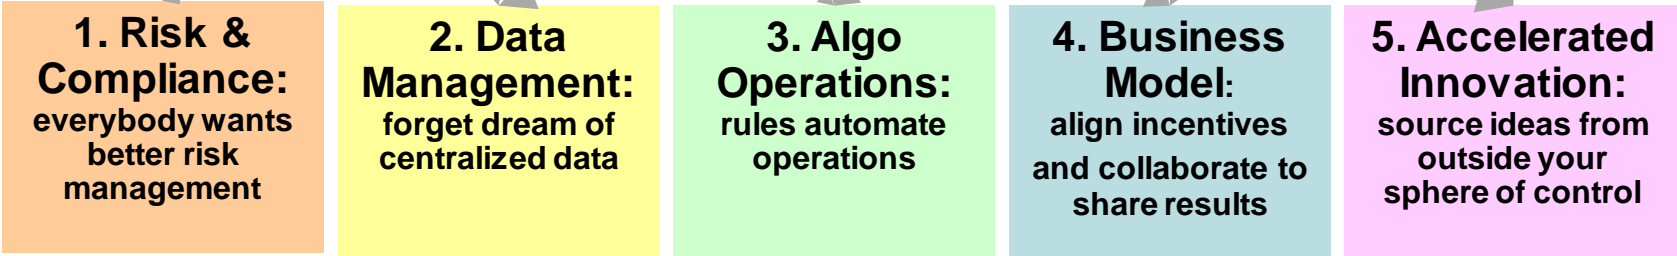 1. Risk &
Compliance:
everybody wants
better risk
management
2. Data
Management:
forget dream of
centralized data
3. Algo
Operations:
rules automate
operations
4. Business
Model:
align incentives
and collaborate to
share results
5. Accelerated
Innovation:
source ideas from
outside your
sphere of control